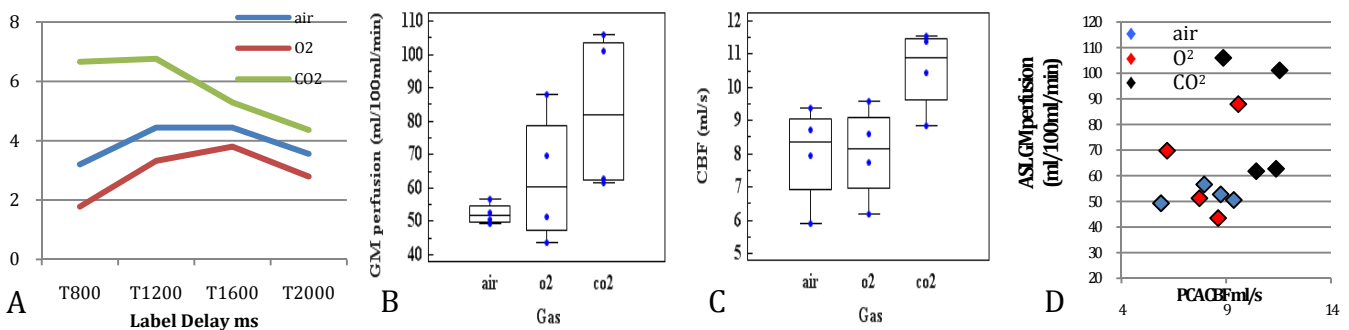 8
6
4
2
0
air
O2
CO2
T800 T1200 T1600 T2000
Label Delay ms
A
GM perfusion (ml/100ml/min)
110
100
90
80
70
60
50
40
air o2 co2
Gas
B
CBF (ml/s)
12
11
10
9
8
7
6
5
air o2 co2
Gas
C
ASLGMperfusion
(ml/100ml/min)
120
110
100
90
80
70
60
50
40
30
20
air
O²
CO²
PCACBFml/s
4 9 14
D